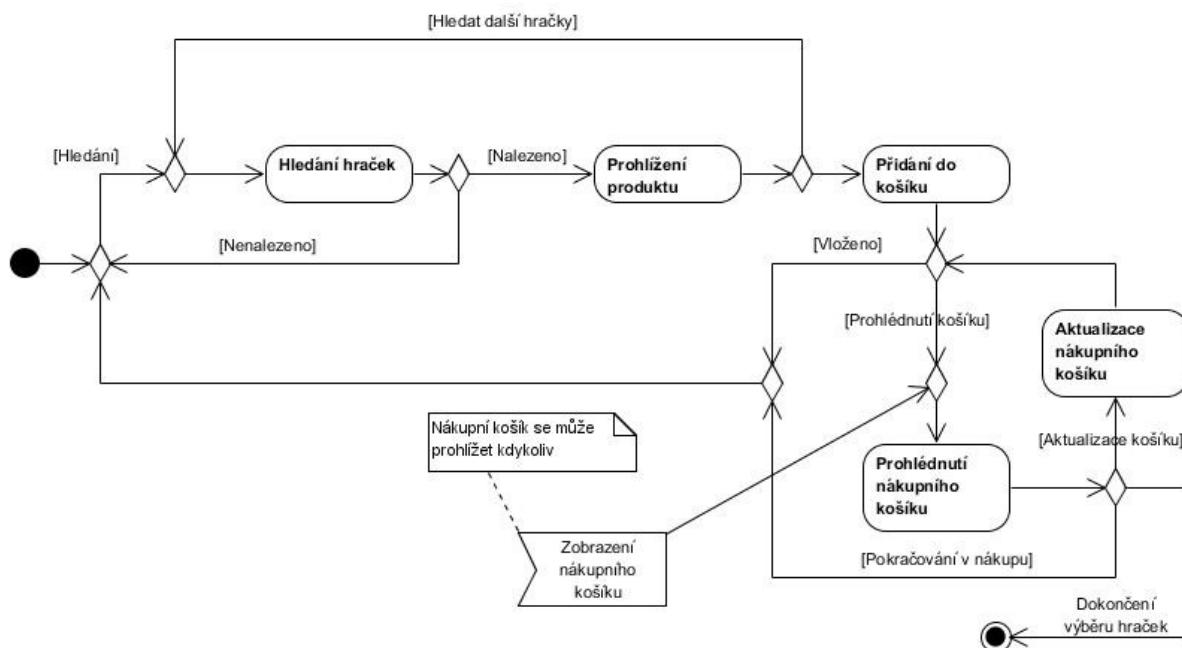 [Hledat další hračky]
[Hledání]
Hledání hraček
[Nalezeno]
Prohlížení
produktu
Přidání do
košíku
[Nenalezeno]
[Vloženo]
[Prohlédnutí košíku]
Aktualizace
nákupního
košíku
Nákupní košík se může
prohlížet kdykoliv
[Aktualizace košíku]
Prohlédnutí
nákupního
košíku
Zobrazení
nákupního
košíku
[Pokračování v nákupu]
Dokončení
výběru hraček